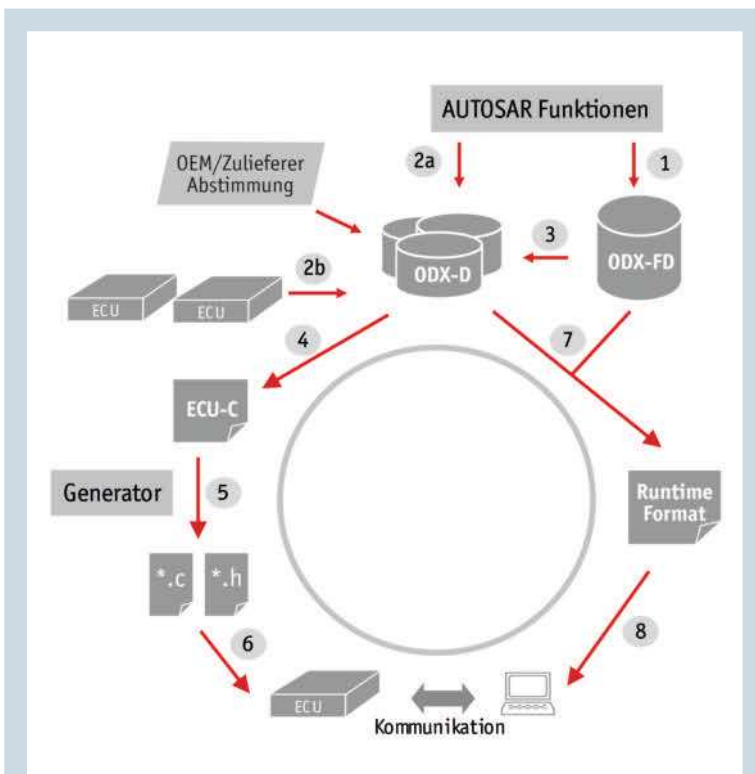 AUTOSAR Funktionen
OEM/Zulieferer
Abstimmung
2a
1
3
ODX-D
ODX-FD
2b
ECU
ECU
4
7
ECU-C
Generator
5
Runtime
Format
*.c
*.h
6
8
ECU
Kommunikation